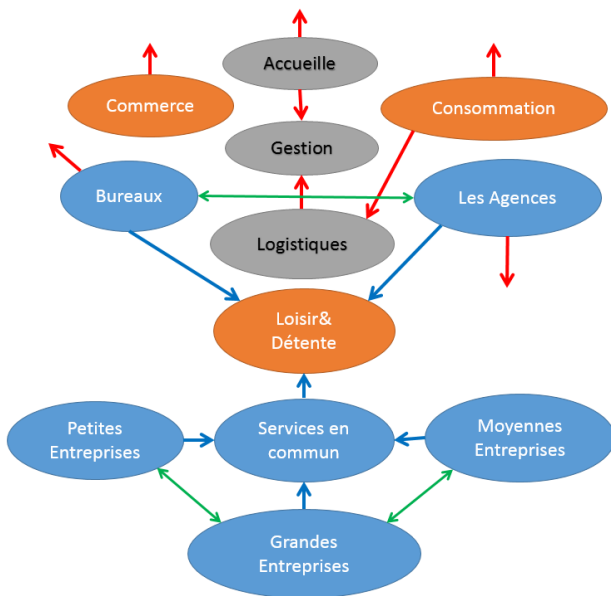 Accueille
Commerce
Consommation
Gestion
Bureaux
Les Agences
Logistiques
Loisir&
Détente
Petites
Entreprises
Services en
commun
Moyennes
Entreprises
Grandes
Entreprises